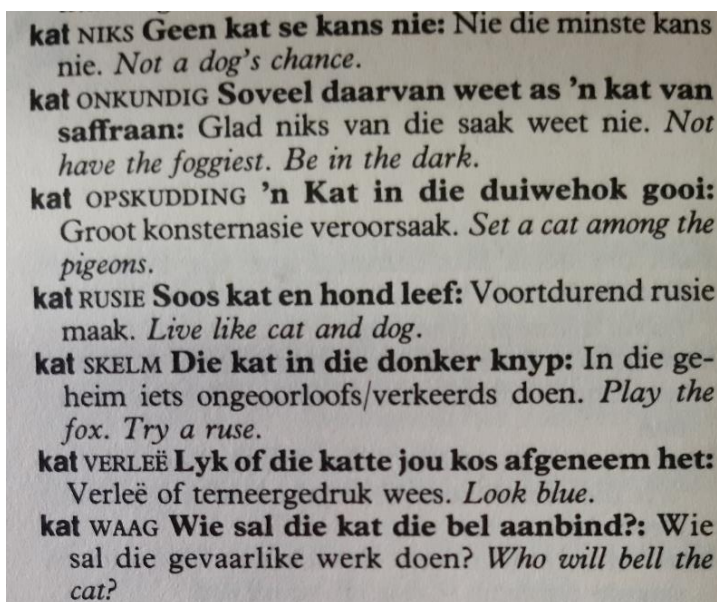 kat NIKS Geen kat se kans nie: Nie die minste kans
nie. Not a dog's chance.
kat ONKUNDIG Soveel daarvan weet as 'n kat van
saffraan: Glad niks van die saak weet nie. Not
have the foggiest. Be in the dark.
kat OPSKUDDING 'n Kat in die duiwehok gooi:
Groot konsternasie veroorsaak. Set a cat among the
pigeons.
kat RUSIE Soos kat en hond leef: Voortdurend rusie
maak. Live like cat and dog.
kat SKELM Die kat in die donker knyp: In die ge-
heim iets ongeoorloofs/verkeerds doen. Play the
fox. Try a ruse.
kat VERLEË Lyk of die katte jou kos afgeneem het:
Verleë of terneergedruk wees. Look blue.
kat WAAG Wie sal die kat die bel aanbind?: Wie
sal die gevaarlike werk doen? Who will bell the
cat?